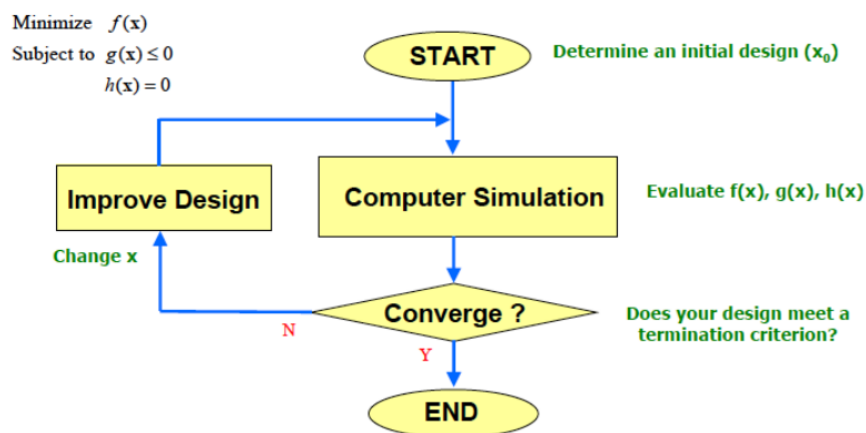 Minimize f(x)
Subject to g(x) ≤ 0
h(x) = 0
START
Determine an initial design (x₀)
Improve Design
Computer Simulation
Evaluate f(x), g(x), h(x)
Change x
Converge ?
Does your design meet a
termination criterion?
N
Y
END